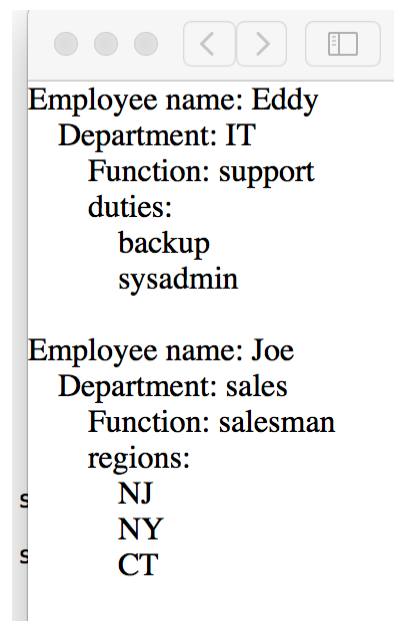 Employee name: Eddy
Department: IT
Function: support
duties:
backup
sysadmin
Employee name: Joe
Department: sales
Function: salesman
regions:
NJ
NY
CT